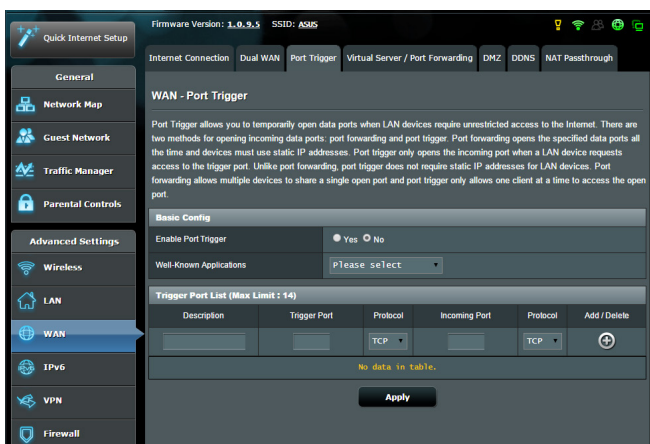 Quick Internet Setup
General
Network Map
Guest Network
Traffic Manager
Parental Controls
Advanced Settings
Wireless
LAN
WAN
IPv6
VPN
Firewall
Firmware Version: 1.0.9.5 SSID: ASUS
Internet Connection Dual WAN Port Trigger Virtual Server / Port Forwarding DMZ DDNS NAT Passthrough
WAN - Port Trigger
Port Trigger allows you to temporarily open data ports when LAN devices require unrestricted access to the Internet. There are
two methods for opening incoming data ports: port forwarding and port trigger. Port forwarding opens the specified data ports all
the time and devices must use static IP addresses. Port trigger only opens the incoming port when a LAN device requests
access to the trigger port. Unlike port forwarding, port trigger does not require static IP addresses for LAN devices. Port
forwarding allows multiple devices to share a single open port and port trigger only allows one client at a time to access the open
port.
Basic Config
Enable Port Trigger Yes No
Well-Known Applications Please select
Trigger Port List (Max Limit : 14)
Description Trigger Port Protocol Incoming Port Protocol Add / Delete
TCP TCP
No data in table.
Apply